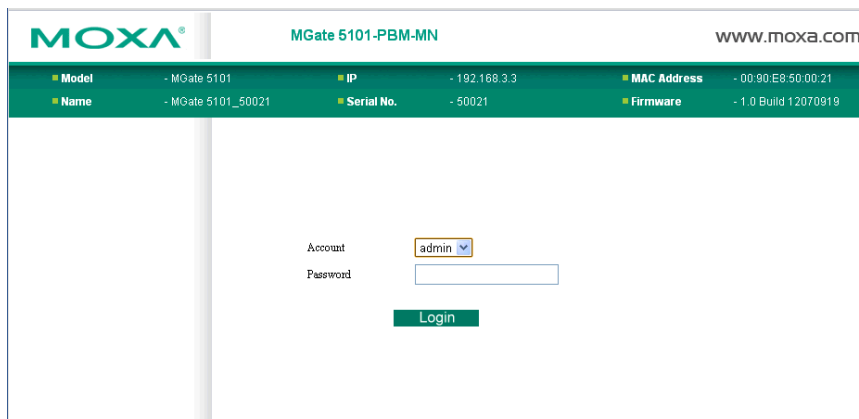 MOXA® MGate 5101-PBM-MN www.moxa.com
Model - MGate 5101 IP - 192.168.3.3 MAC Address - 00:90:E8:50:00:21
Name - MGate 5101_50021 Serial No. - 50021 Firmware - 1.0 Build 12070919
Account admin
Password
Login